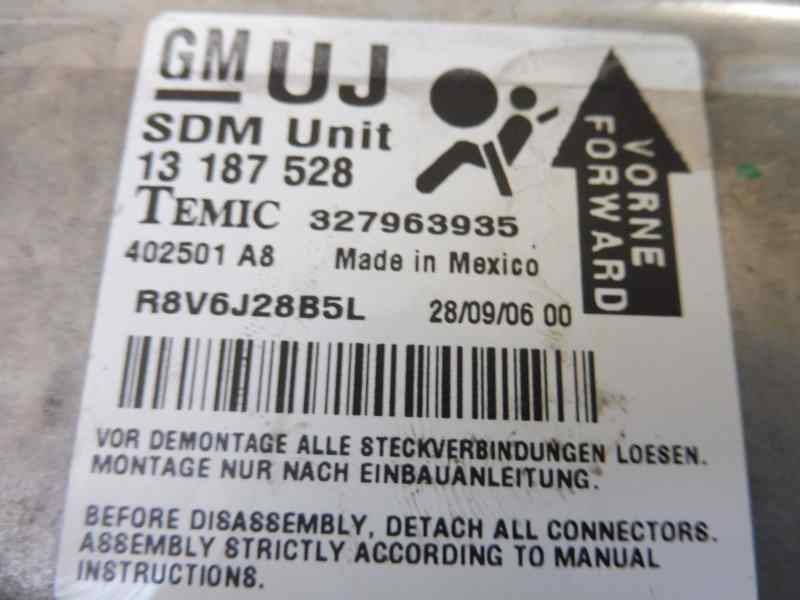 GM UJ
SDM Unit
13 187 528
TEMIC 327963935
402501 A8 Made in Mexico
R8V6J28B5L 28/09/06 00
VORNE
FORWARD
VOR DEMONTAGE ALLE STECKVERBINDUNGEN LOESEN.
MONTAGE NUR NACH EINBAUANLEITUNG.
BEFORE DISASSEMBLY, DETACH ALL CONNECTORS.
ASSEMBLY STRICTLY ACCORDING TO MANUAL
INSTRUCTIONS.